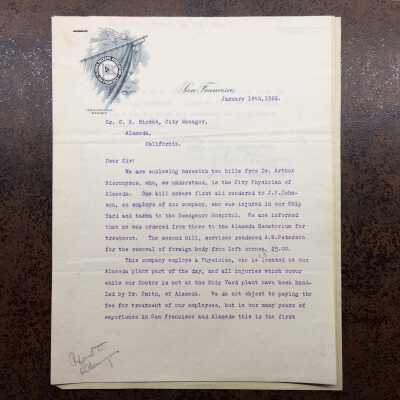 San Francisco,
January 18th,
Mr. C. E. Hickok, City Manager,
Alameda,
California.
Dear Sir:
We are enclosing herewith two bills from Dr. Arthur
Hieronymus, who, we understand, is the City Physician of
Alameda. One bill covers first aid rendered to J.P. John-
son, an employe of our company, who was injured in our Ship
Yard and taken to the Emergency Hospital. We are informed
that he was ordered from there to the Alameda Sanatorium for
treatment. The second bill, services rendered A.W. Peterson
for the removal of foreign body from left cornea, $5.00.
This company employs a Physician, who is located at our
Alameda plant part of the day, and all injuries which occur
while our Doctor is not at the Ship Yard plant have been hand-
led by Dr. Smith, of Alameda. We do not object to paying the
fee for treatment of our employees, but in our many years of
experience in San Francisco and Alameda this is the first